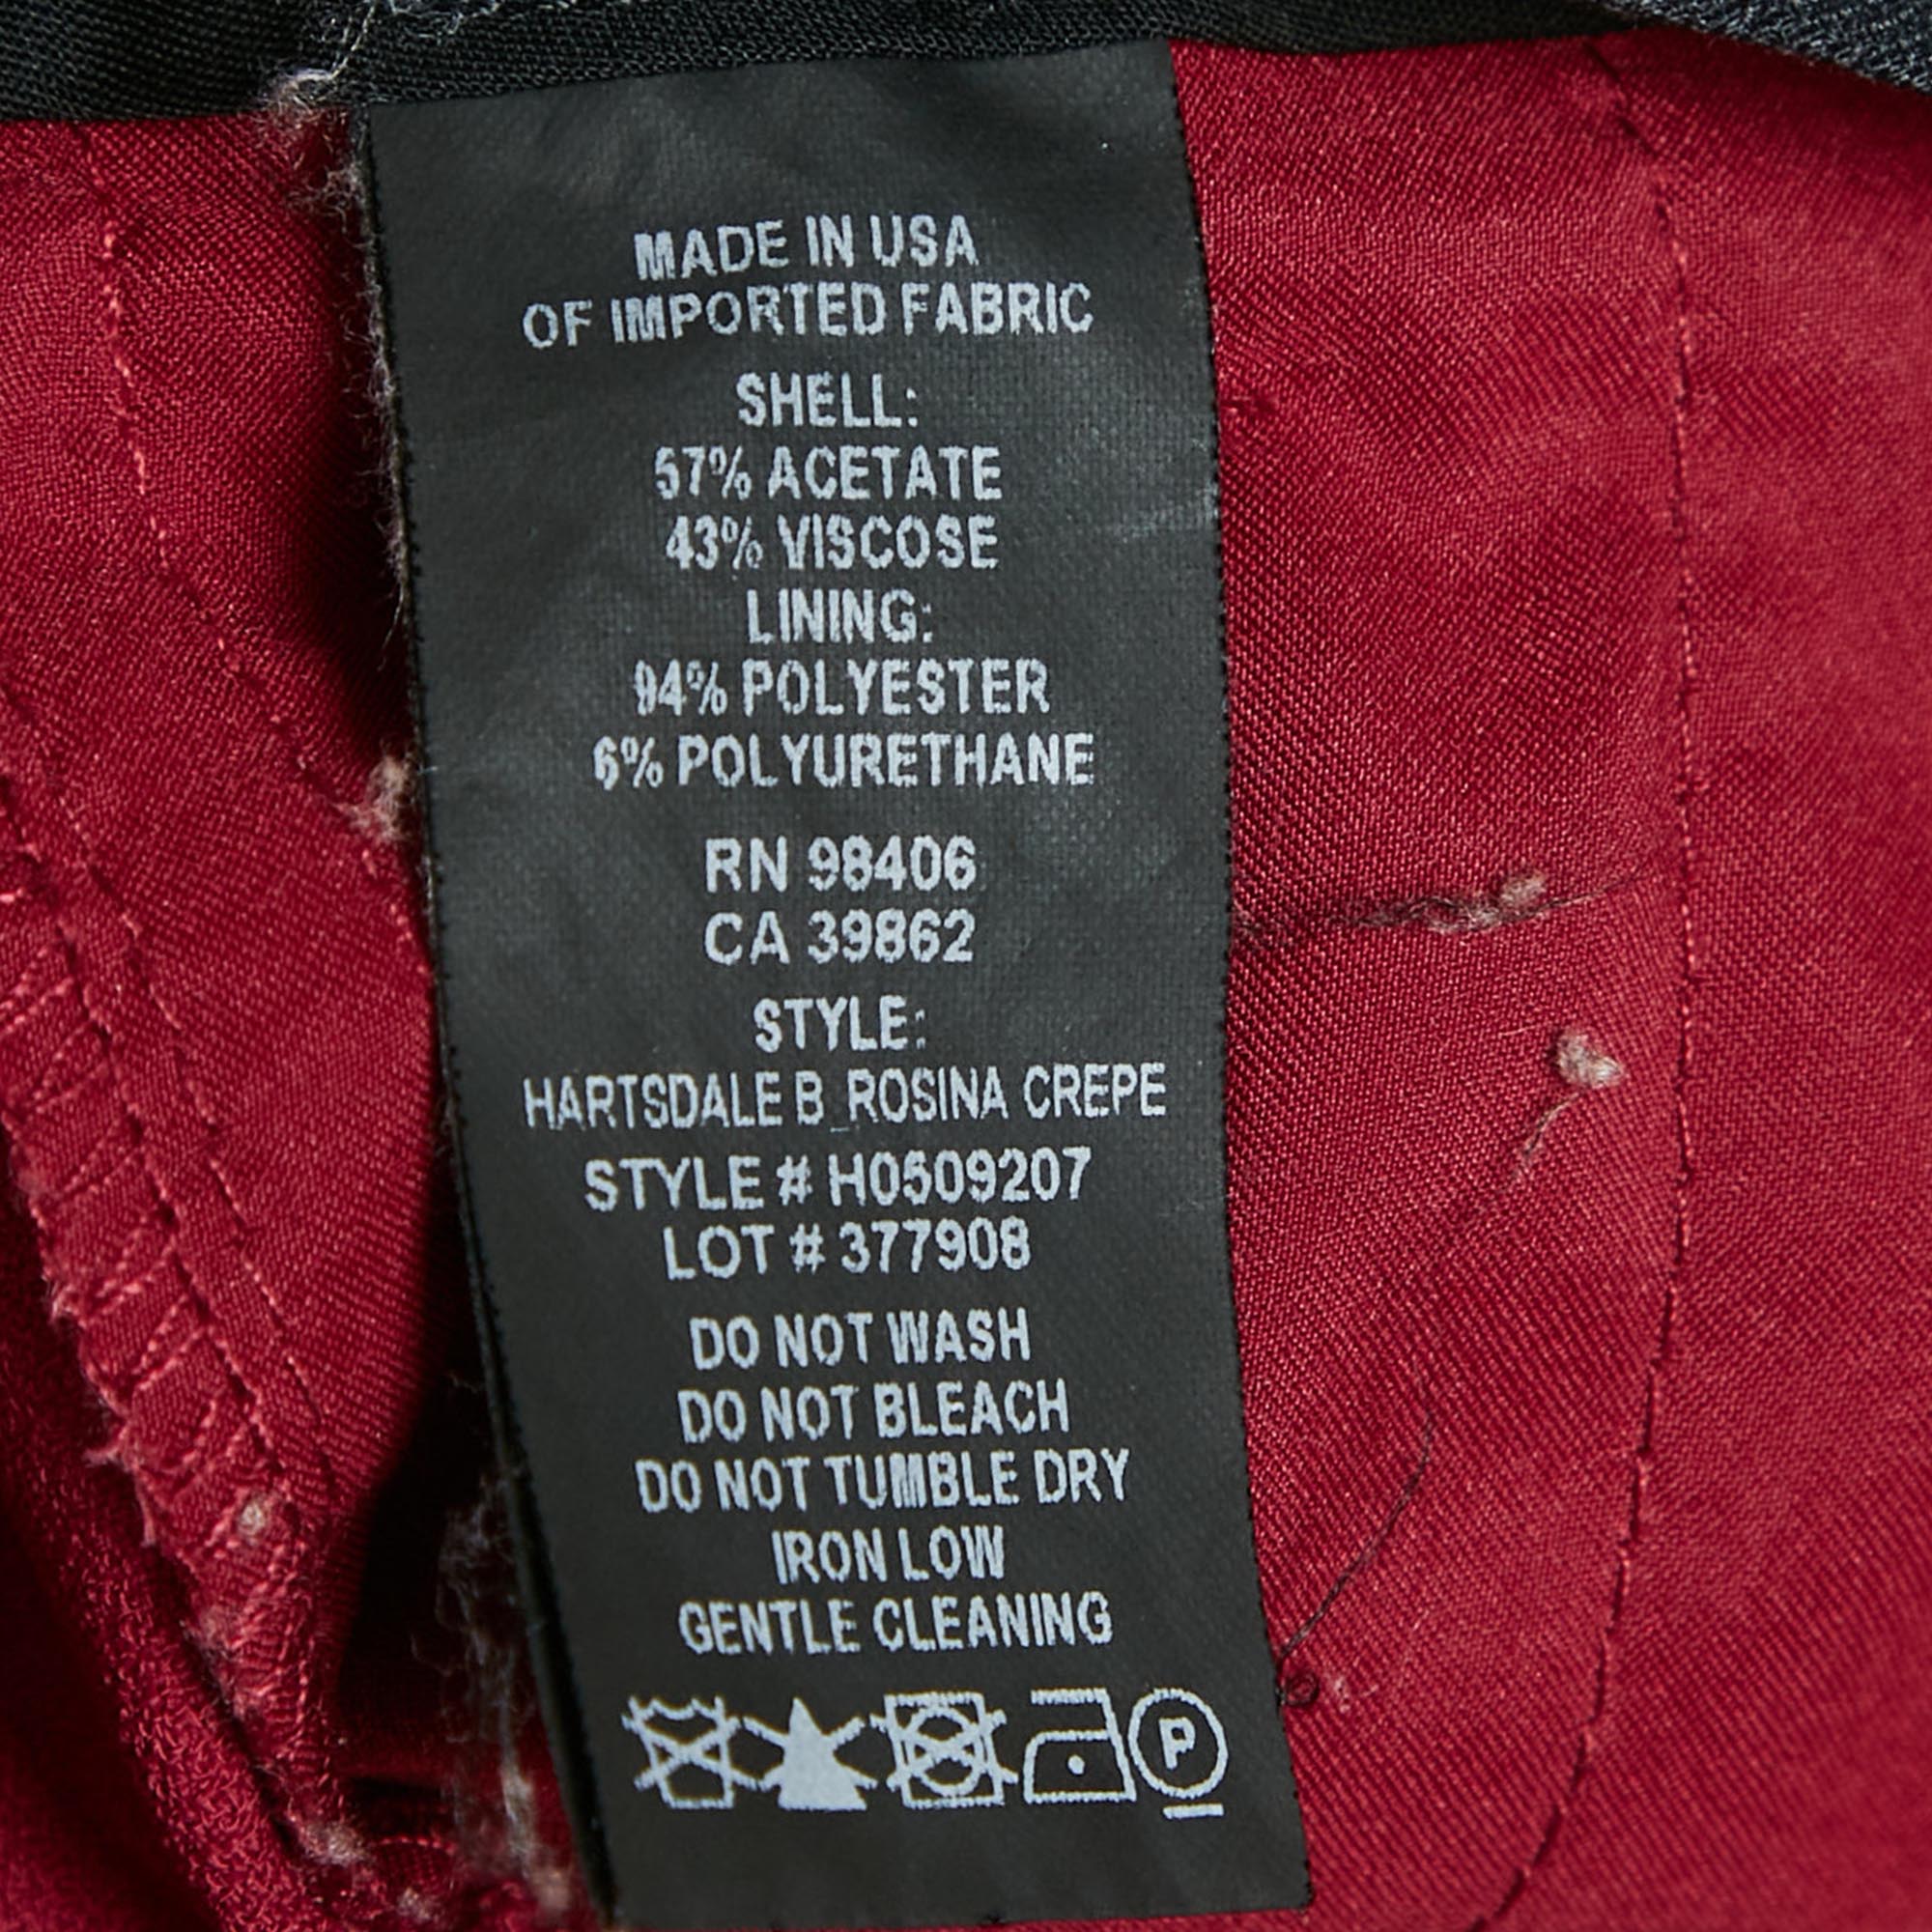 MADE IN USA
OF IMPORTED FABRIC
SHELL:
57% ACETATE
43% VISCOSE
LINING:
94% POLYESTER
6% POLYURETHANE
RN 98406
CA 39862
STYLE:
HARTSDALE B_ROSINA CREPE
STYLE # H0509207
LOT # 377908
DO NOT WASH
DO NOT BLEACH
DO NOT TUMBLE DRY
IRON LOW
GENTLE CLEANING
P